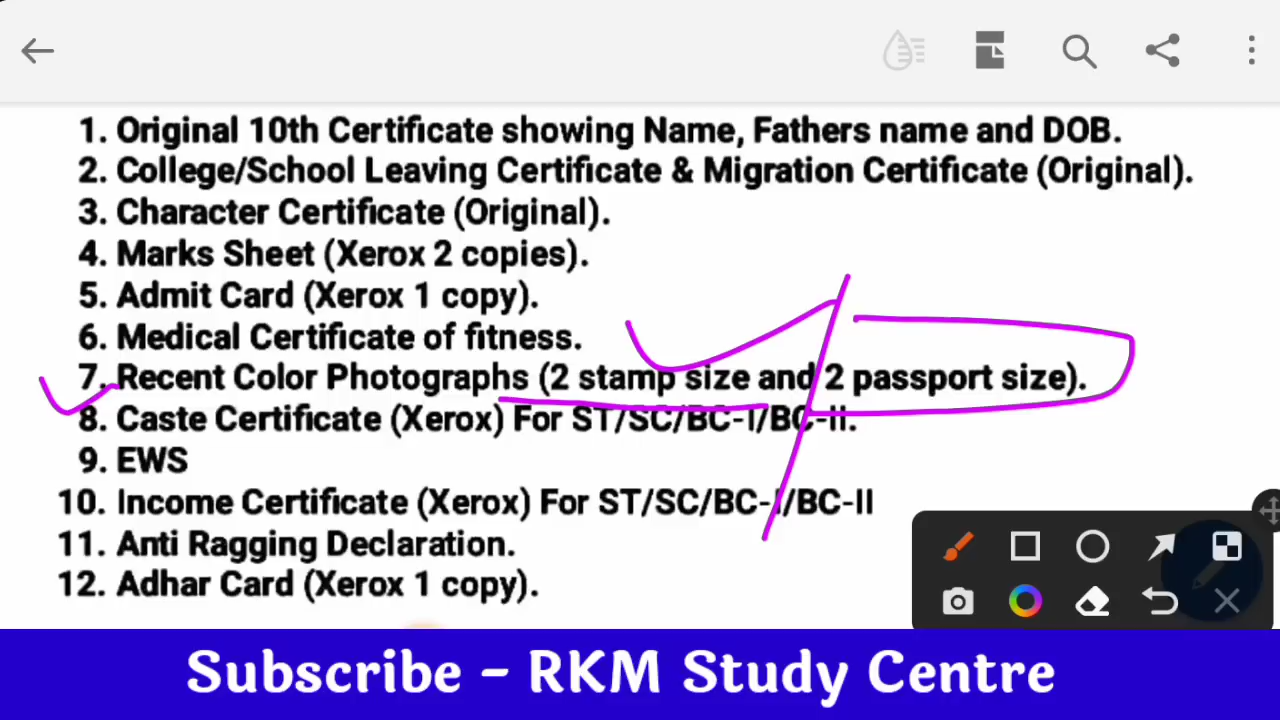 1. Original 10th Certificate showing Name, Fathers name and DOB.
2. College/School Leaving Certificate & Migration Certificate (Original).
3. Character Certificate (Original).
4. Marks Sheet (Xerox 2 copies).
5. Admit Card (Xerox 1 copy).
6. Medical Certificate of fitness.
7. Recent Color Photographs (2 stamp size and 2 passport size).
8. Caste Certificate (Xerox) For ST/SC/BC-I/BC-II.
9. EWS
10. Income Certificate (Xerox) For ST/SC/BC-I/BC-II
11. Anti Ragging Declaration.
12. Adhar Card (Xerox 1 copy).
Subscribe - RKM Study Centre